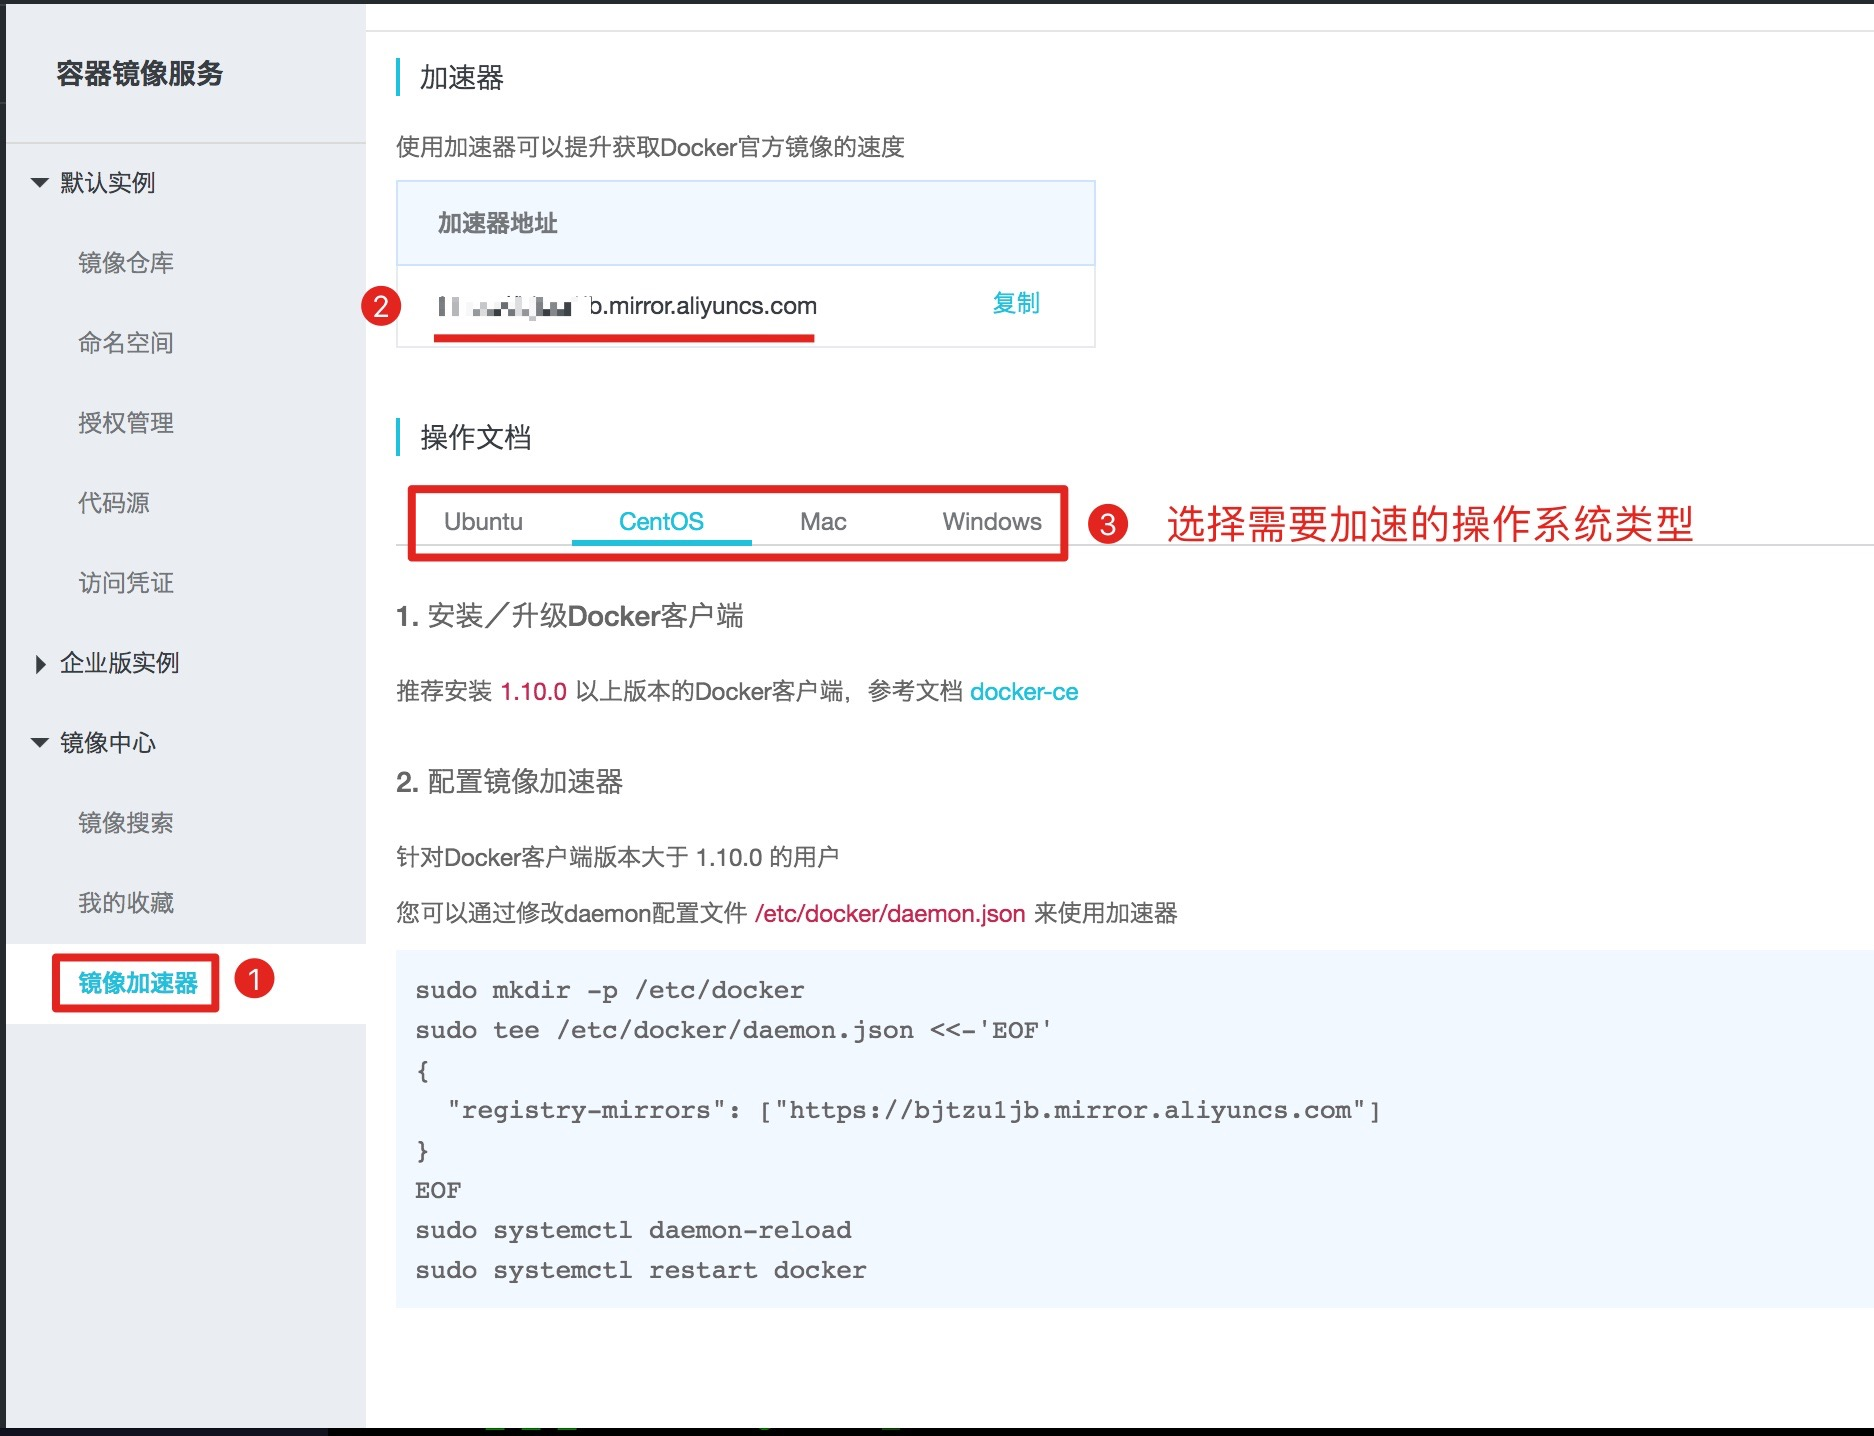 容器镜像服务
默认实例
镜像仓库
命名空间
授权管理
代码源
访问凭证
企业版实例
镜像中心
镜像搜索
我的收藏
镜像加速器
1
加速器
使用加速器可以提升获取Docker官方镜像的速度
加速器地址
2
b.mirror.aliyuncs.com
复制
操作文档
Ubuntu
CentOS
Mac
Windows
3
选择需要加速的操作系统类型
1. 安装／升级Docker客户端
推荐安装 1.10.0 以上版本的Docker客户端，参考文档 docker-ce
2. 配置镜像加速器
针对Docker客户端版本大于 1.10.0 的用户
您可以通过修改daemon配置文件 /etc/docker/daemon.json 来使用加速器
sudo mkdir -p /etc/docker
sudo tee /etc/docker/daemon.json <<-'EOF'
{
  "registry-mirrors": ["https://bjtzu1jb.mirror.aliyuncs.com"]
}
EOF
sudo systemctl daemon-reload
sudo systemctl restart docker